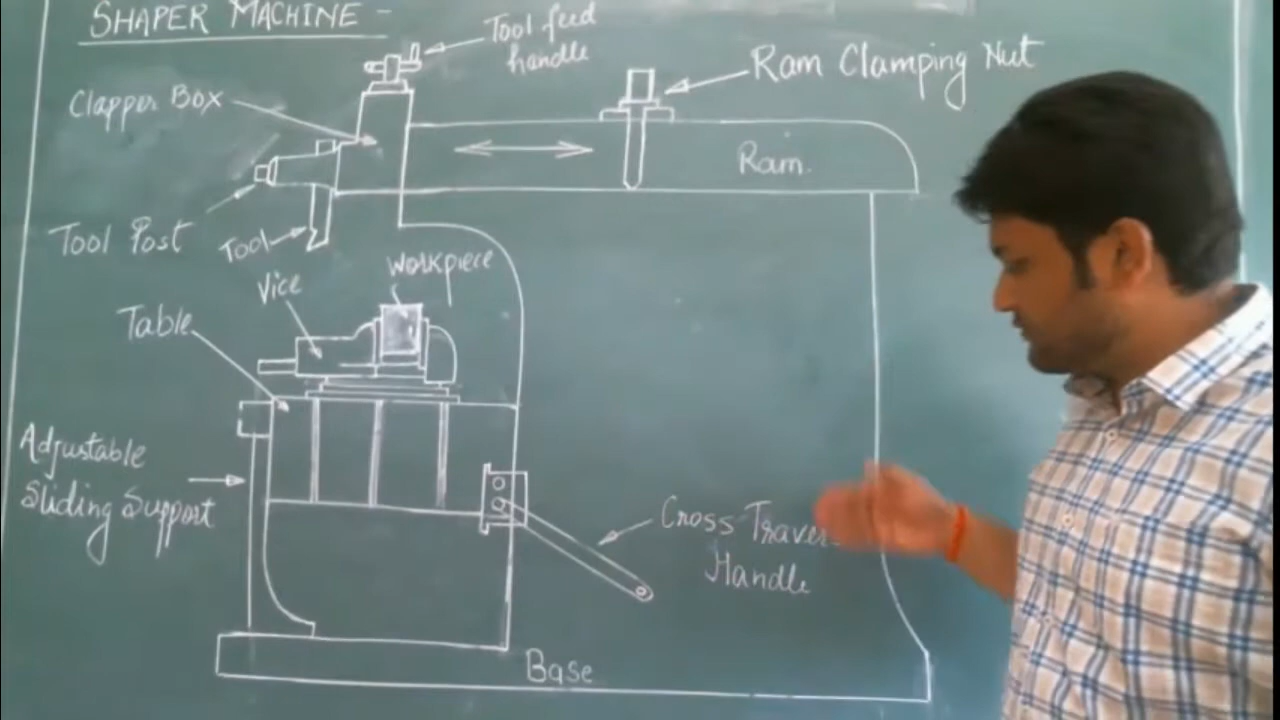 SHAPER MACHINE -
Tool feed
handle
Ram Clamping Nut
Clapper Box
Ram.
Tool Post
Tool
Workpiece
Vice
Table
Adjustable
Sliding Support
Cross
Handle
Base